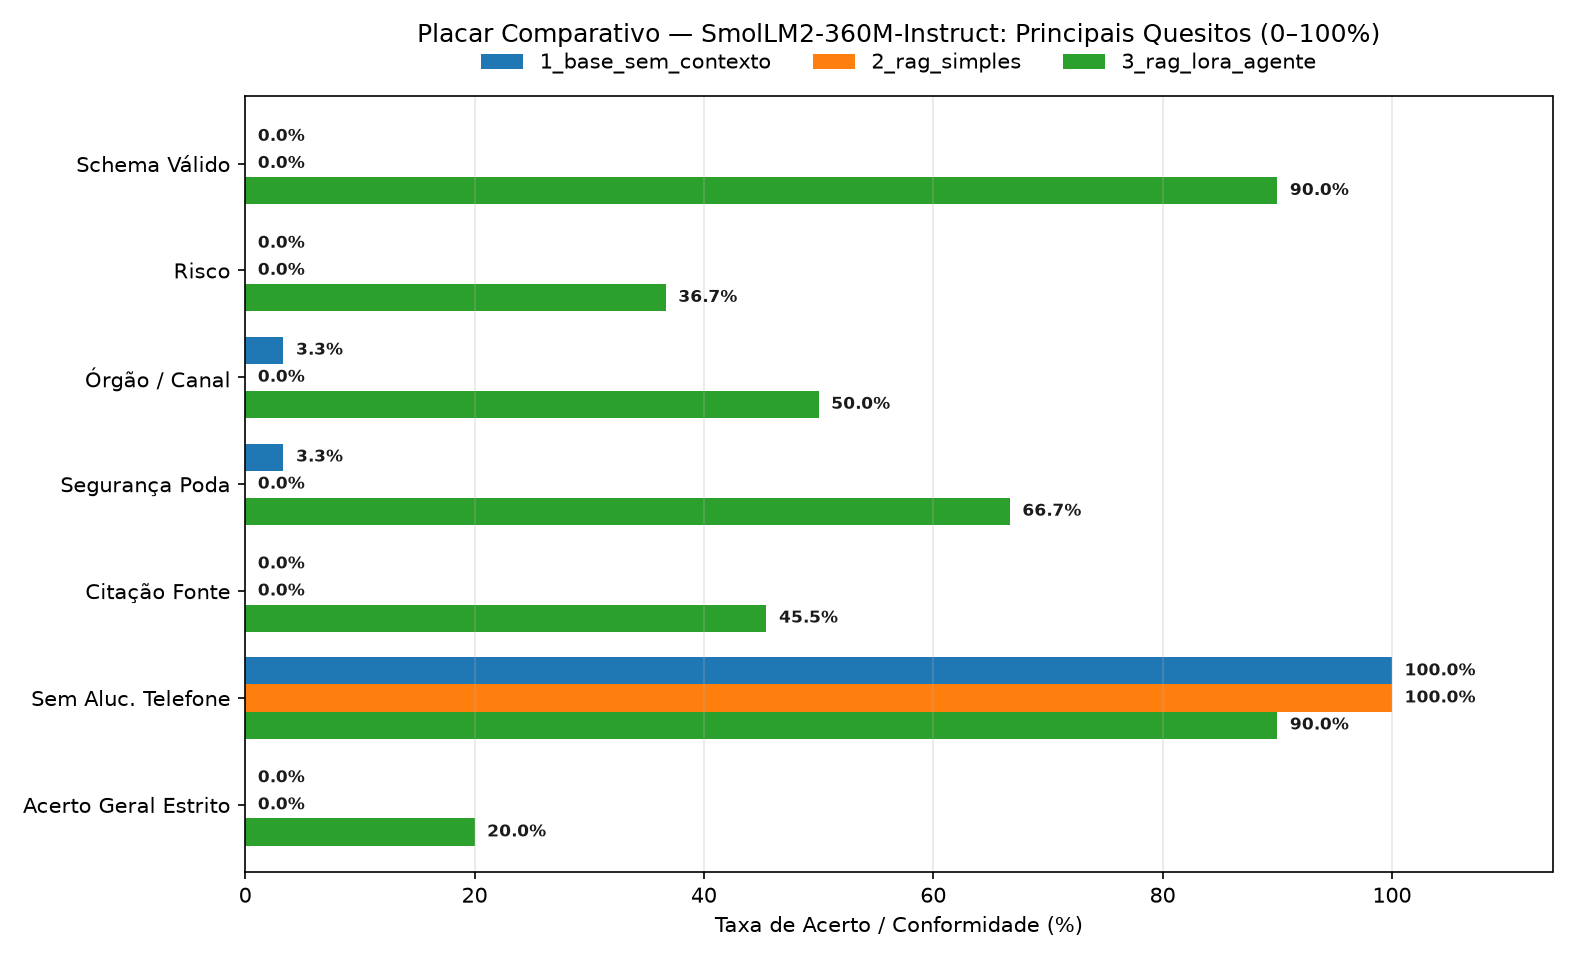 Placar Comparativo — SmolLM2-360M-Instruct: Principais Quesitos (0–100%)
1_base_sem_contexto 2_rag_simples 3_rag_lora_agente
0.0%
Schema Válido 0.0%
90.0%
0.0%
Risco 0.0%
36.7%
3.3%
Órgão / Canal 0.0%
50.0%
3.3%
Segurança Poda 0.0%
66.7%
0.0%
Citação Fonte 0.0%
45.5%
100.0%
Sem Aluc. Telefone 100.0%
90.0%
0.0%
Acerto Geral Estrito 0.0%
20.0%
0 20 40 60 80 100
Taxa de Acerto / Conformidade (%)